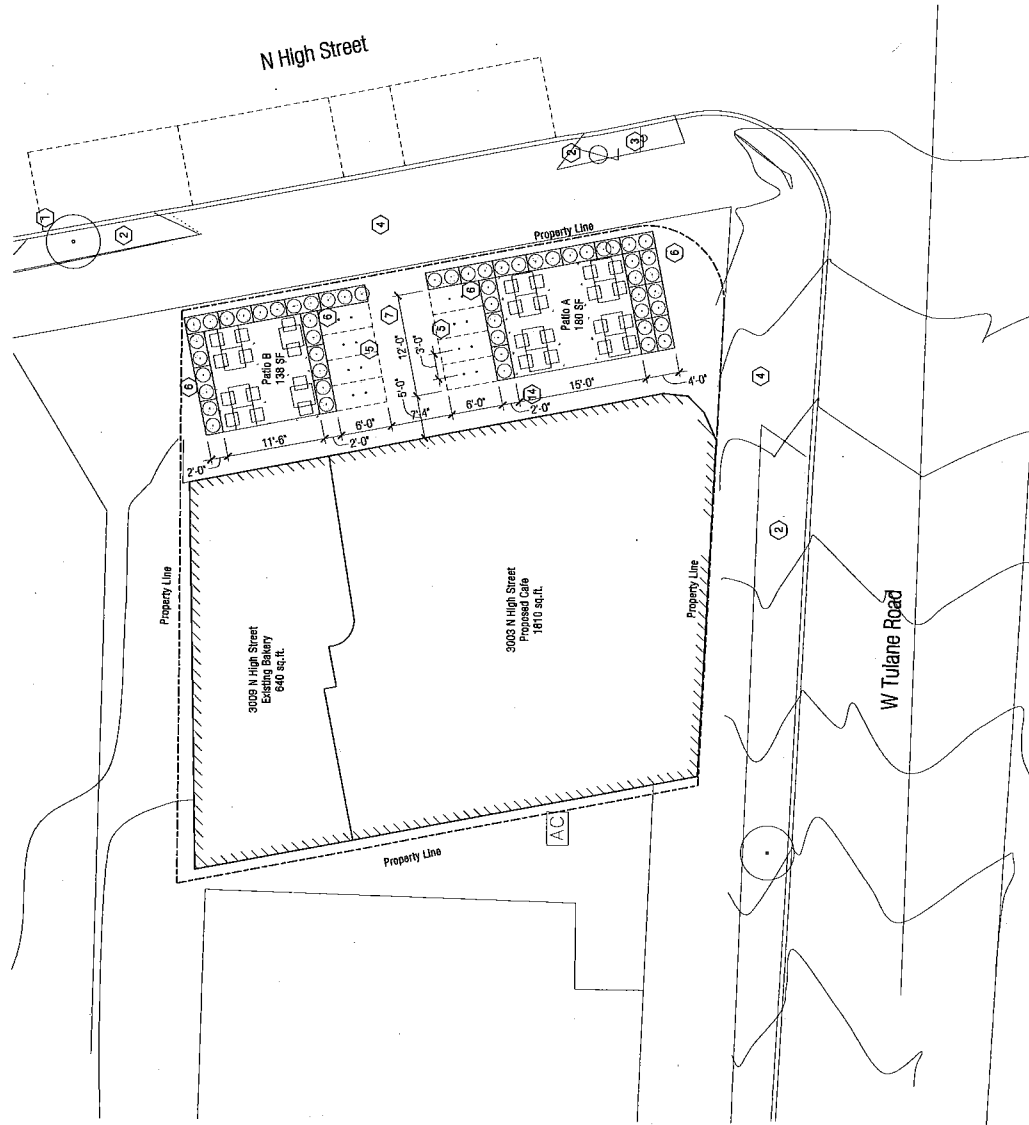 N High Street
1
2
2
3
4
Property Line
6
6
7
6
5
5
6
Patio B
138 SF
Patio A
180 SF
12'-0"
3'-0"
5'-0"
14
4
15'-0"
4'-0"
2'-0"
6'-0"
7'-4"
6'-0"
2'-0"
11'-6"
2'-0"
2
Property Line
3009 N High Street
Existing Bakery
640 sq.ft.
3003 N High Street
Proposed Cafe
1810 sq.ft.
Property Line
W Tulane Road
AC
Property Line